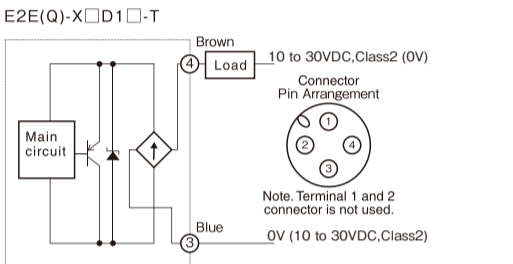 E2E(Q)-X□D1□-T
Brown
4
Load
10 to 30VDC,Class2 (0V)
Connector
Pin Arrangement
1
2
4
3
Main
circuit
Note. Terminal 1 and 2
connector is not used.
Blue
3
0V (10 to 30VDC,Class2)